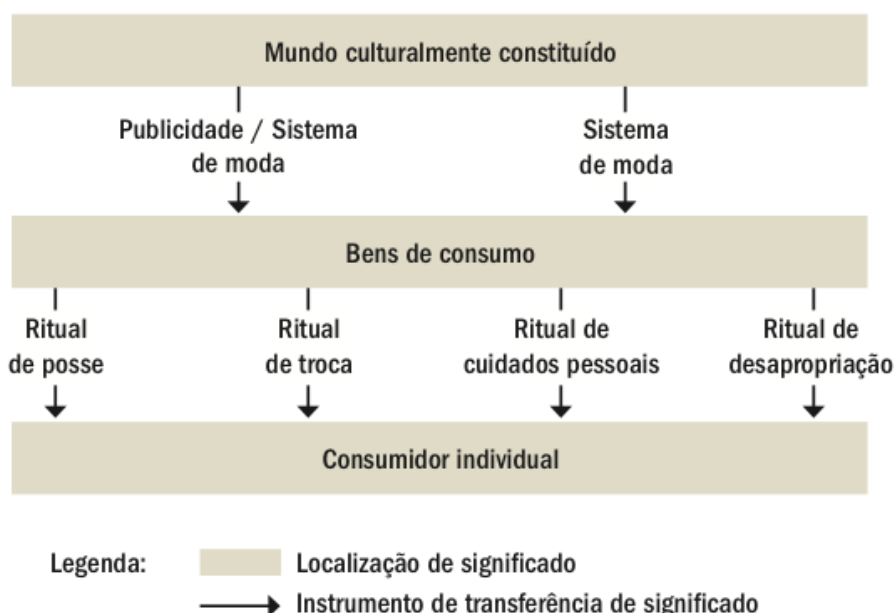 Mundo culturalmente constituído
Publicidade / Sistema
de moda
Sistema
de moda
Bens de consumo
Ritual
de posse
Ritual
de troca
Ritual de
cuidados pessoais
Ritual de
desapropriação
Consumidor individual
Legenda:
Localização de significado
Instrumento de transferência de significado